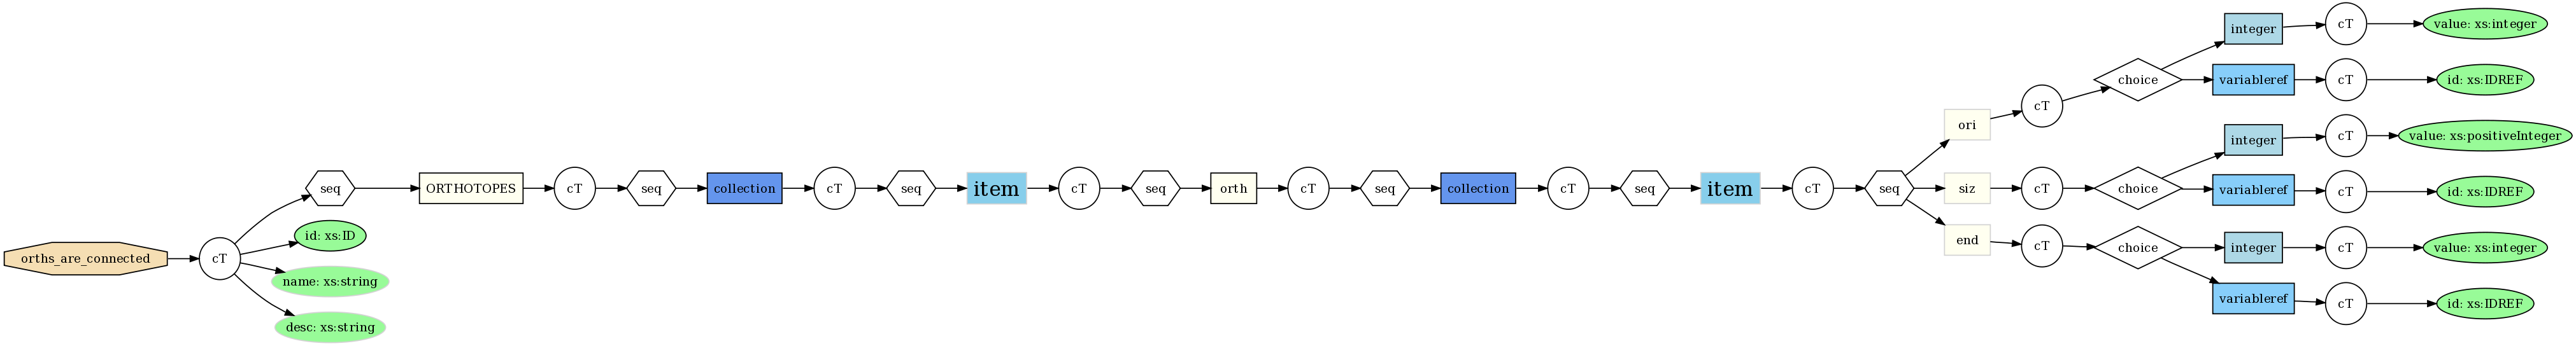 orths_are_connected
cT
seq
id: xs:ID
name: xs:string
desc: xs:string
ORTHOTOPES
cT
seq
collection
cT
seq
item
cT
seq
orth
cT
seq
collection
cT
seq
item
cT
seq
ori
cT
choice
integer
cT
value: xs:integer
variableref
cT
id: xs:IDREF
siz
cT
choice
integer
cT
value: xs:positiveInteger
variableref
cT
id: xs:IDREF
end
cT
choice
integer
cT
value: xs:integer
variableref
cT
id: xs:IDREF